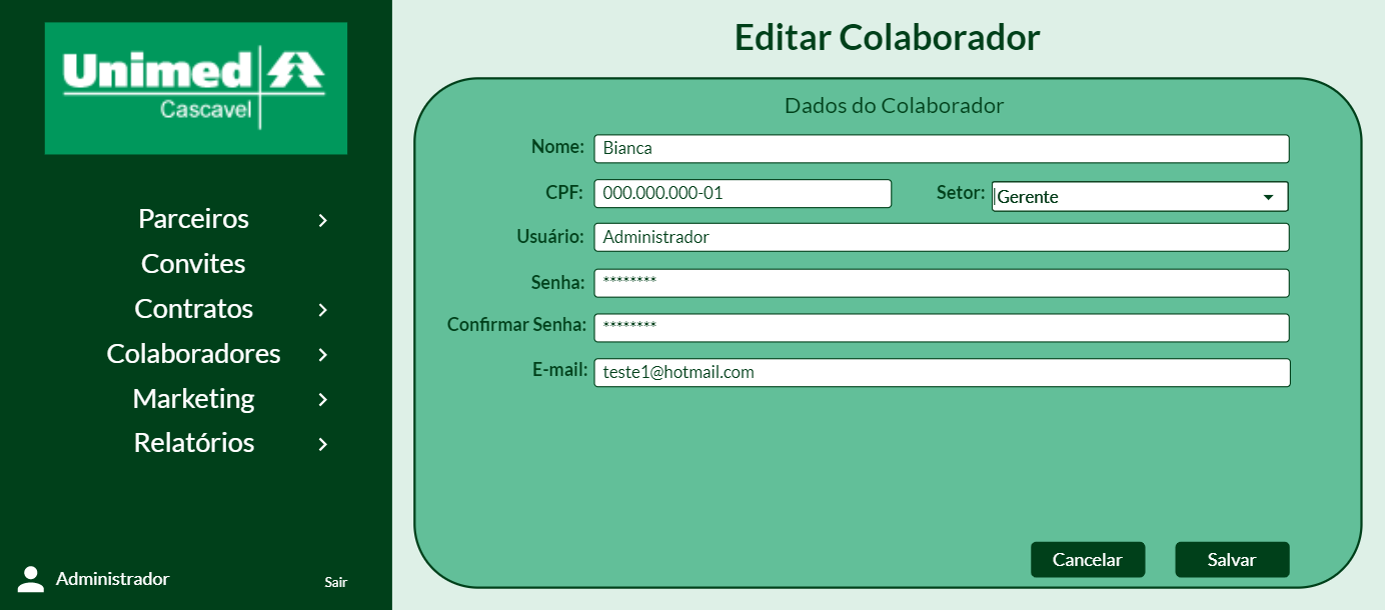 Unimed
Cascavel
Parceiros
Convites
Contratos
Colaboradores
Marketing
Relatórios
Administrador
Sair
Editar Colaborador
Dados do Colaborador
Nome: Bianca
CPF: 000.000.000-01 Setor: Gerente
Usuário: Administrador
Senha: ********
Confirmar Senha: ********
E-mail: teste1@hotmail.com
Cancelar Salvar